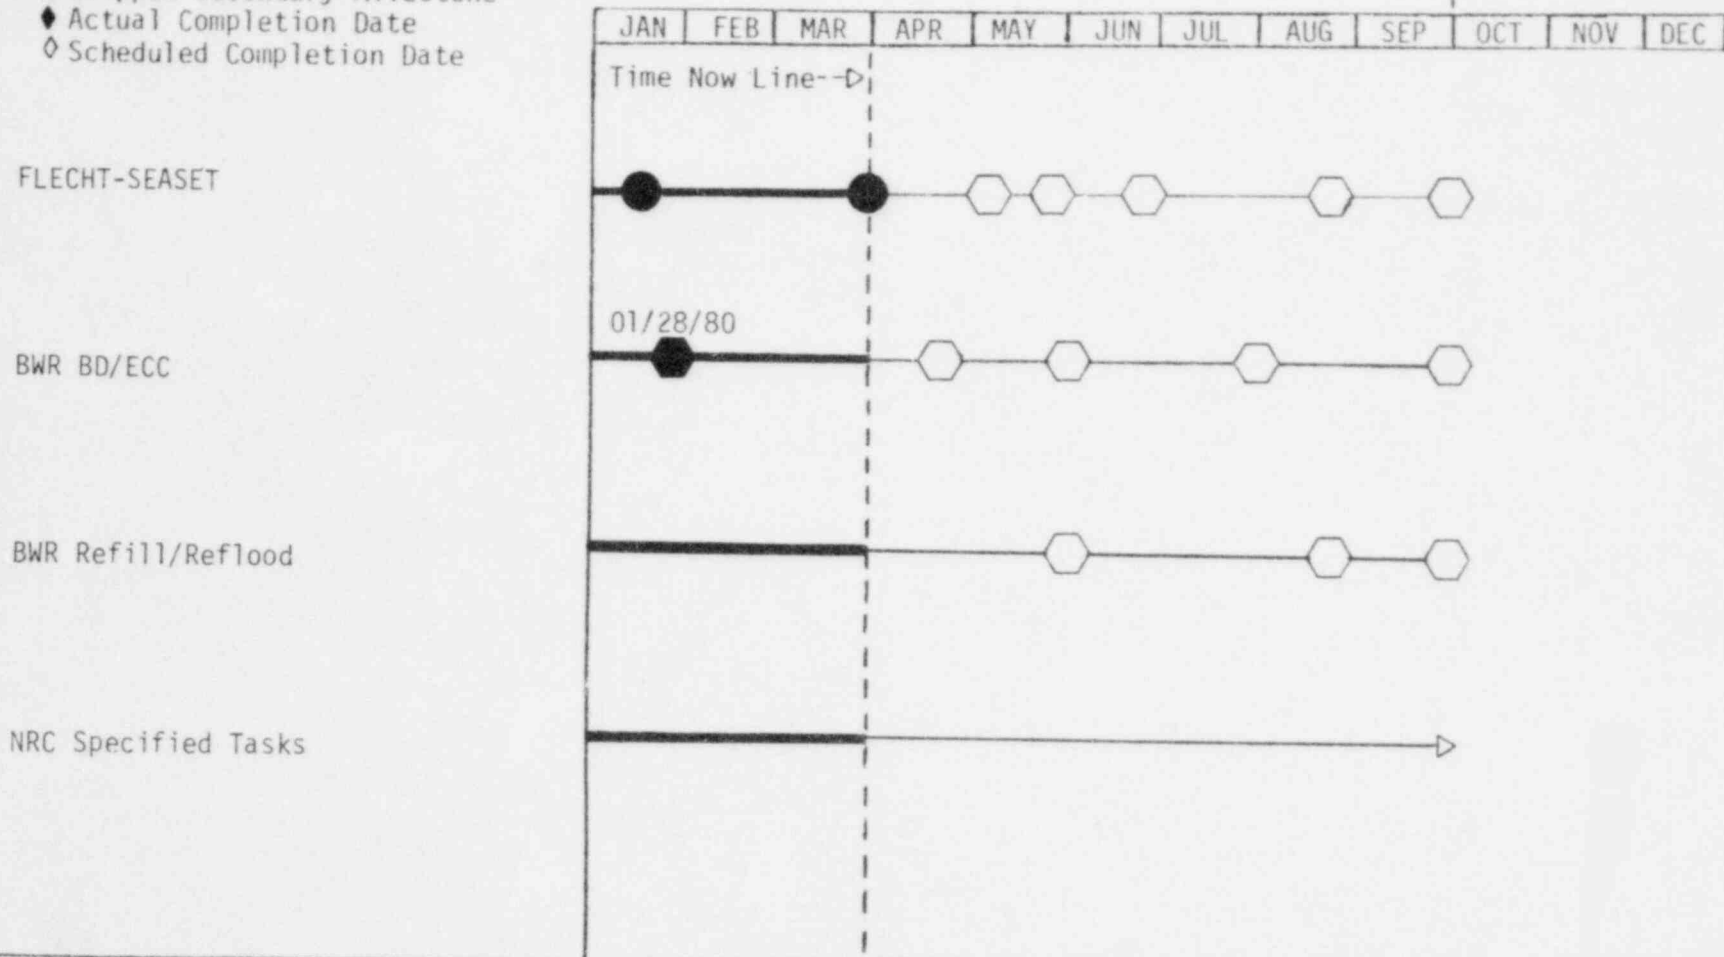 ♦ Actual Completion Date
◊ Scheduled Completion Date
JAN FEB MAR APR MAY JUN JUL AUG SEP OCT NOV DEC
Time Now Line--▷
FLECHT-SEASET
01/28/80
BWR BD/ECC
BWR Refill/Reflood
NRC Specified Tasks